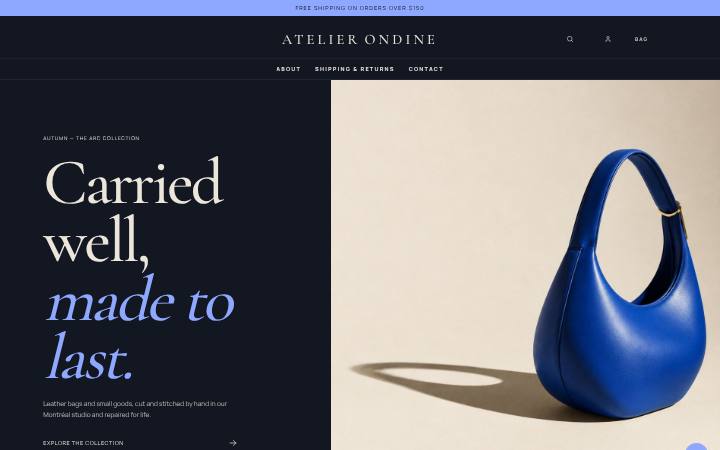 FREE SHIPPING ON ORDERS OVER $150
ATELIER ONDINE
BAG
ABOUT SHIPPING & RETURNS CONTACT
AUTUMN — THE ARC COLLECTION
Carried
well,
made to
last.
Leather bags and small goods, cut and stitched by hand in our
Montréal studio and repaired for life.
EXPLORE THE COLLECTION